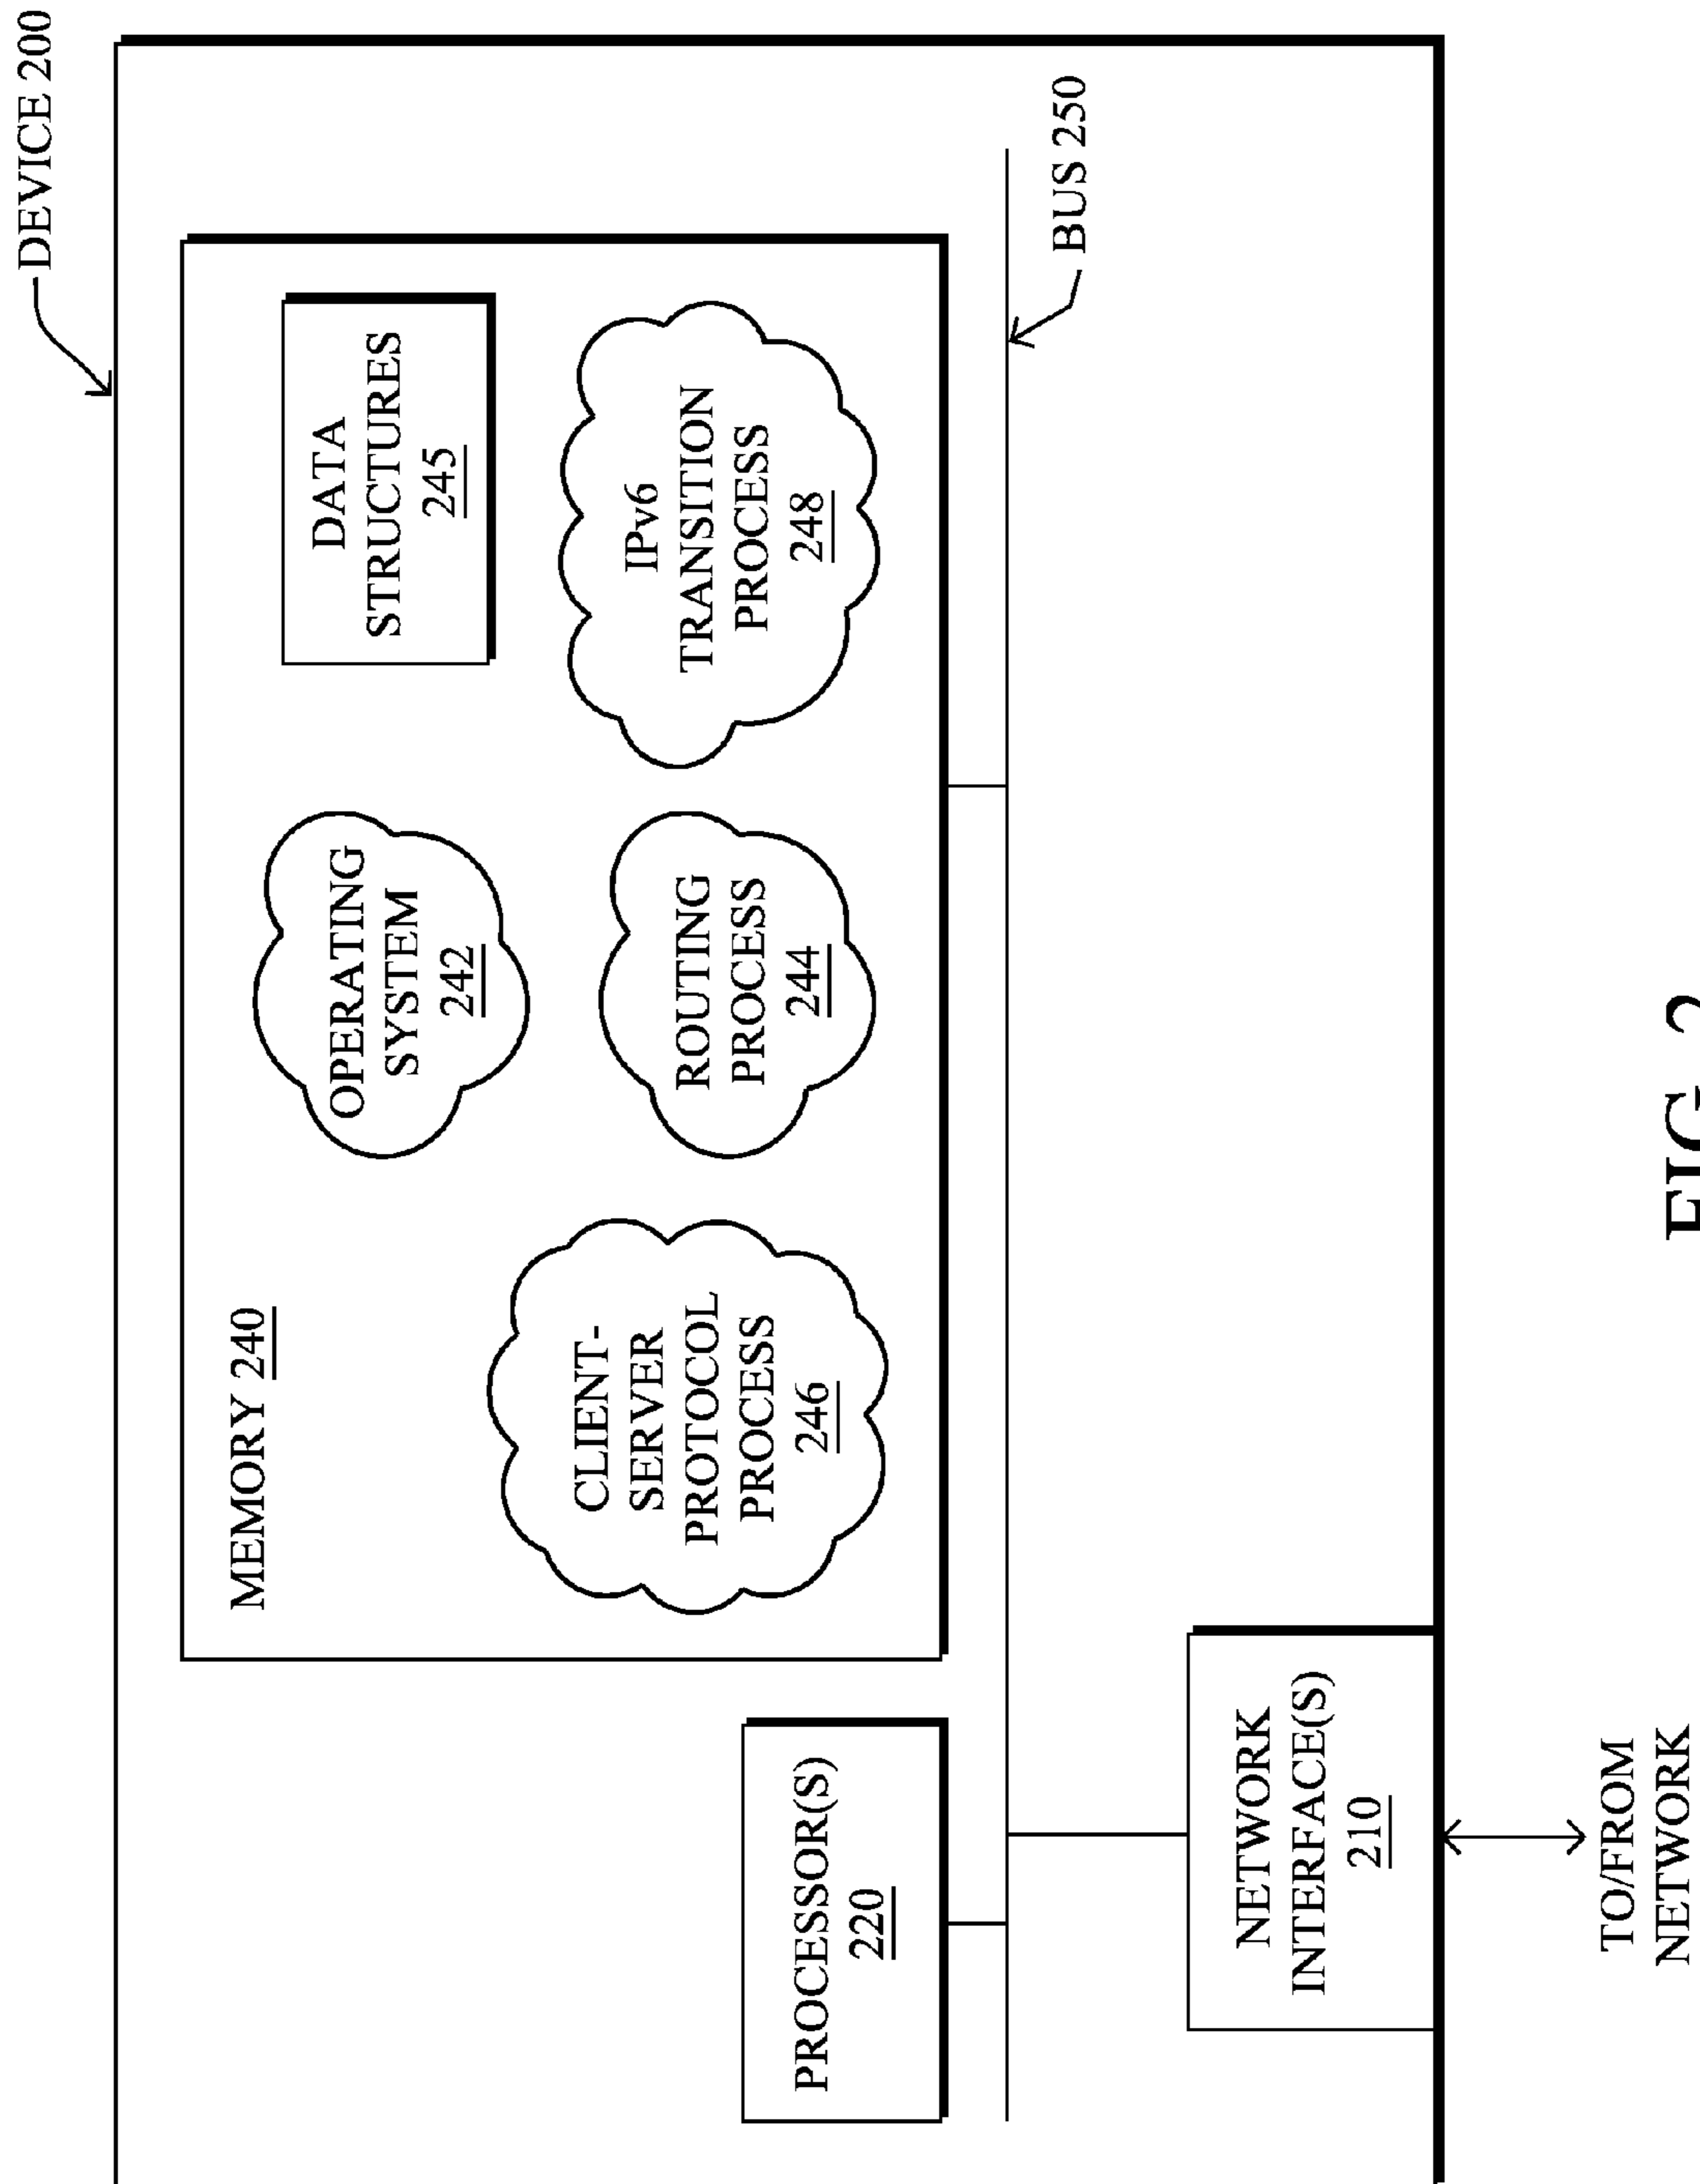 DEVICE 200
MEMORY 240
CLIENT-
SERVER
PROTOCOL
PROCESS
246
OPERATING
SYSTEM
242
ROUTING
PROCESS
244
DATA
STRUCTURES
245
IPv6
TRANSITION
PROCESS
248
PROCESSOR(S)
220
BUS 250
NETWORK
INTERFACE(S)
210
TO/FROM
NETWORK
FIG. 2